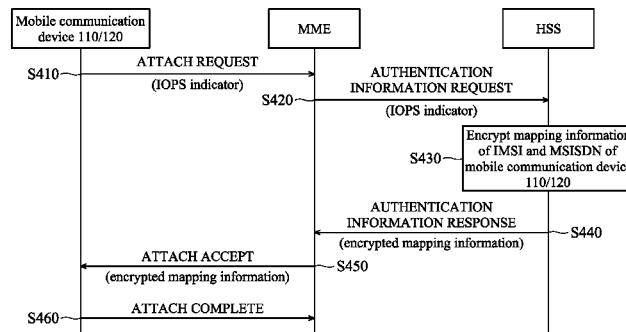 Mobile communication
device 110/120
MME
HSS
S410
ATTACH REQUEST
(IOPS indicator)
S420
AUTHENTICATION
INFORMATION REQUEST
(IOPS indicator)
S430
Encrypt mapping information
of IMSI and MSISDN of
mobile communication device
110/120
AUTHENTICATION
INFORMATION RESPONSE
(encrypted mapping information)
S440
ATTACH ACCEPT
(encrypted mapping information)
S450
S460
ATTACH COMPLETE